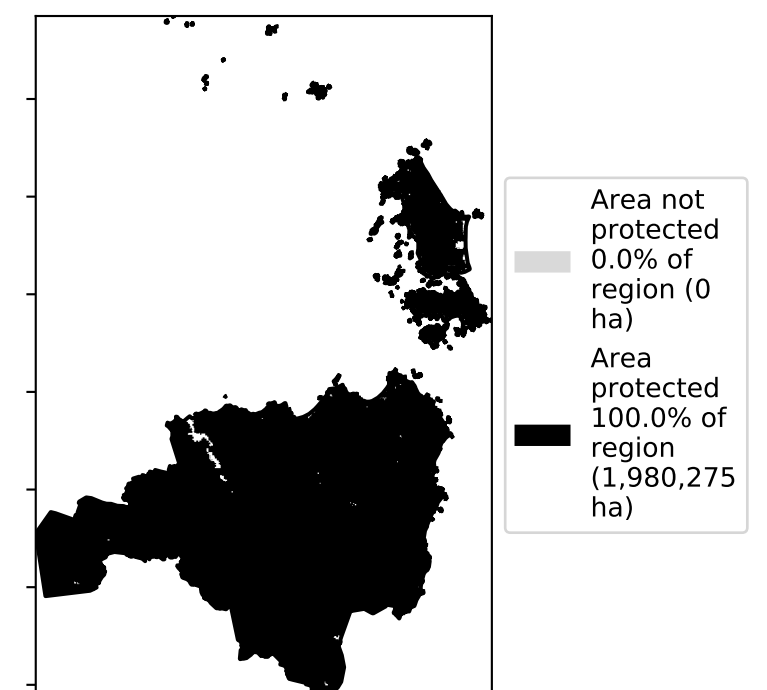 Area not
protected
0.0% of
region (0
ha)
Area
protected
100.0% of
region
(1,980,275
ha)